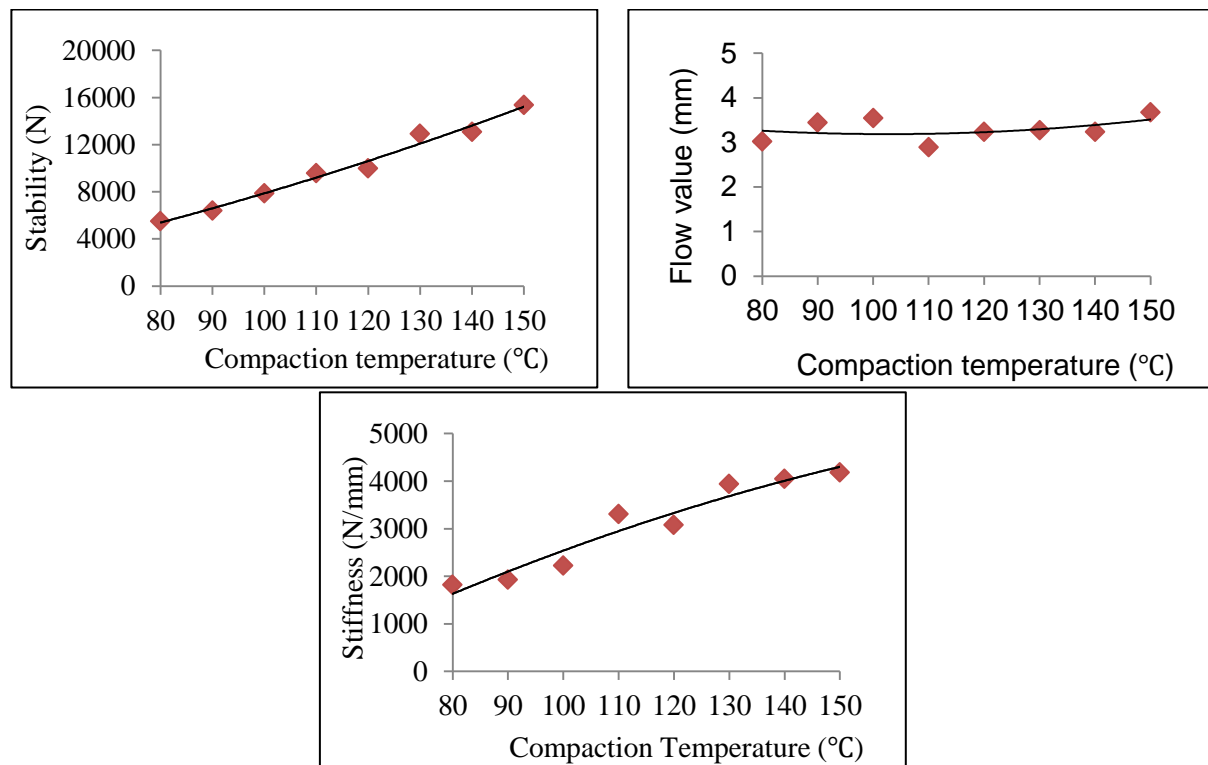 Stability (N)
20000
16000
12000
8000
4000
0
80 90 100 110 120 130 140 150
Compaction temperature (℃)
Flow value (mm)
5
4
3
2
1
0
80 90 100 110 120 130 140 150
Compaction temperature (℃)
Stiffness (N/mm)
5000
4000
3000
2000
1000
0
80 90 100 110 120 130 140 150
Compaction Temperature (℃)